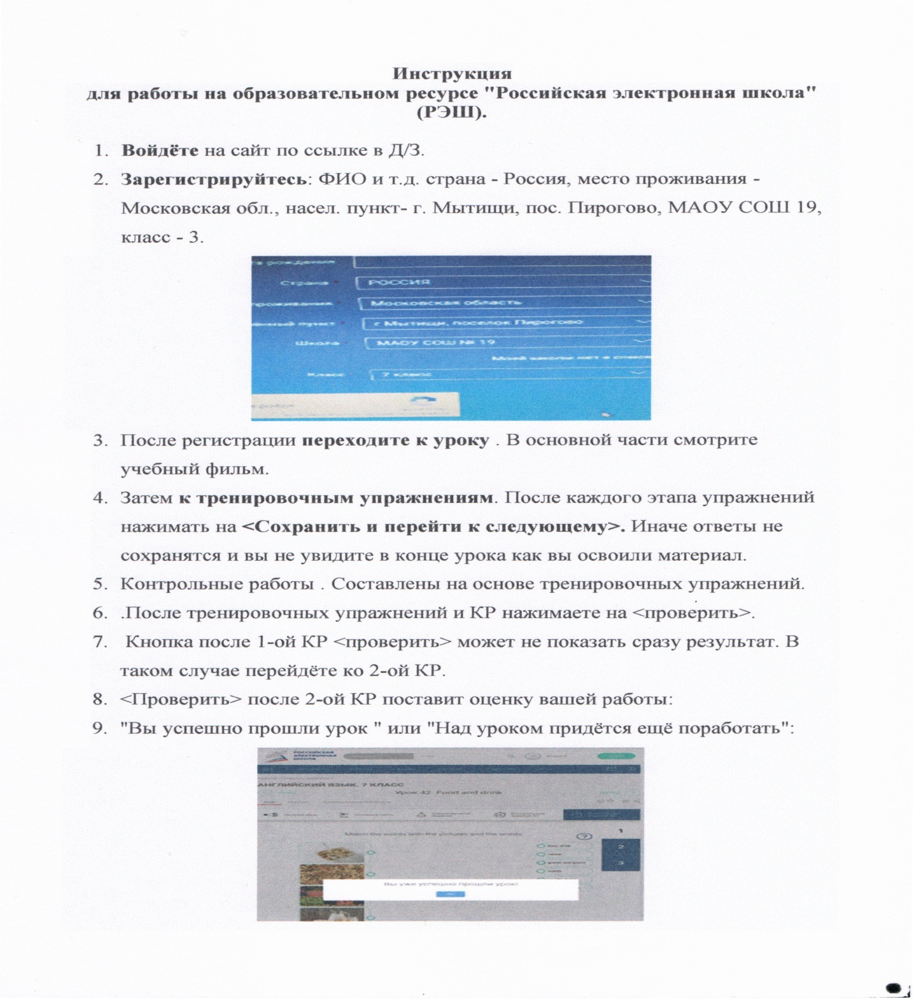 Инструкция
для работы на образовательном ресурсе "Российская электронная школа"
(РЭШ).
1. Войдёте на сайт по ссылке в Д/З.
2. Зарегистрируйтесь: ФИО и т.д. страна - Россия, место проживания -
Московская обл., насел. пункт- г. Мытищи, пос. Пирогово, МАОУ СОШ 19,
класс - 3.
та рождения
Страна РОССИЯ
проживания Московская область
анный пункт г Мытищи, поселок Пирогово
Школа МАОУ СОШ № 19
Моей школы нет в списк
Класс 7 класс
3. После регистрации переходите к уроку . В основной части смотрите
учебный фильм.
4. Затем к тренировочным упражнениям. После каждого этапа упражнений
нажимать на <Сохранить и перейти к следующему>. Иначе ответы не
сохранятся и вы не увидите в конце урока как вы освоили материал.
5. Контрольные работы . Составлены на основе тренировочных упражнений.
6. .После тренировочных упражнений и КР нажимаете на <проверить>.
7. Кнопка после 1-ой КР <проверить> может не показать сразу результат. В
таком случае перейдёте ко 2-ой КР.
8. <Проверить> после 2-ой КР поставит оценку вашей работы:
9. "Вы успешно прошли урок " или "Над уроком придётся ещё поработать":
РОССИЙСКАЯ
ЭЛЕКТРОННАЯ
ШКОЛА
АНГЛИЙСКИЙ ЯЗЫК. 7 КЛАСС
Урок 42. Food and drink
Match the words with the pictures and the words
1
2
3
Вы уже успешно прошли урок!